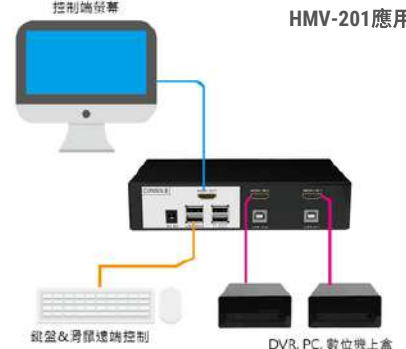 控制端螢幕
HMV-201應用
CONSOLE
鍵盤&滑鼠遠端控制
DVR, PC, 數位機上盒